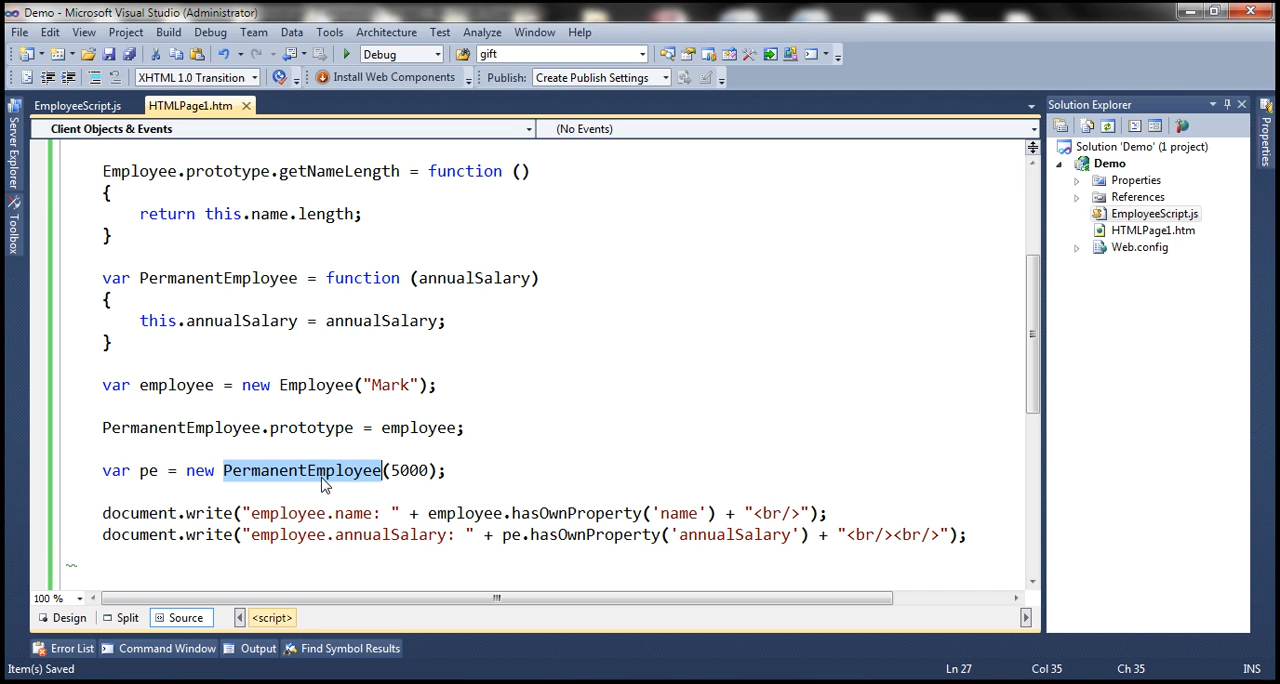 Demo - Microsoft Visual Studio (Administrator)
File Edit View Project Build Debug Team Data Tools Architecture Test Analyze Window Help
Debug gift
XHTML 1.0 Transition Install Web Components Publish: Create Publish Settings
EmployeeScript.js HTMLPage1.htm
Client Objects & Events (No Events)
Employee.prototype.getNameLength = function ()
{
return this.name.length;
}
var PermanentEmployee = function (annualSalary)
{
this.annualSalary = annualSalary;
}
var employee = new Employee("Mark");
PermanentEmployee.prototype = employee;
var pe = new PermanentEmployee(5000);
document.write("employee.name: " + employee.hasOwnProperty('name') + "<br/>");
document.write("employee.annualSalary: " + pe.hasOwnProperty('annualSalary') + "<br/><br/>");
100 %
Design Split Source <script>
Error List Command Window Output Find Symbol Results
Item(s) Saved Ln 27 Col 35 Ch 35 INS
Server Explorer
Toolbox
Solution Explorer
Solution 'Demo' (1 project)
Demo
Properties
References
EmployeeScript.js
HTMLPage1.htm
Web.config
Properties